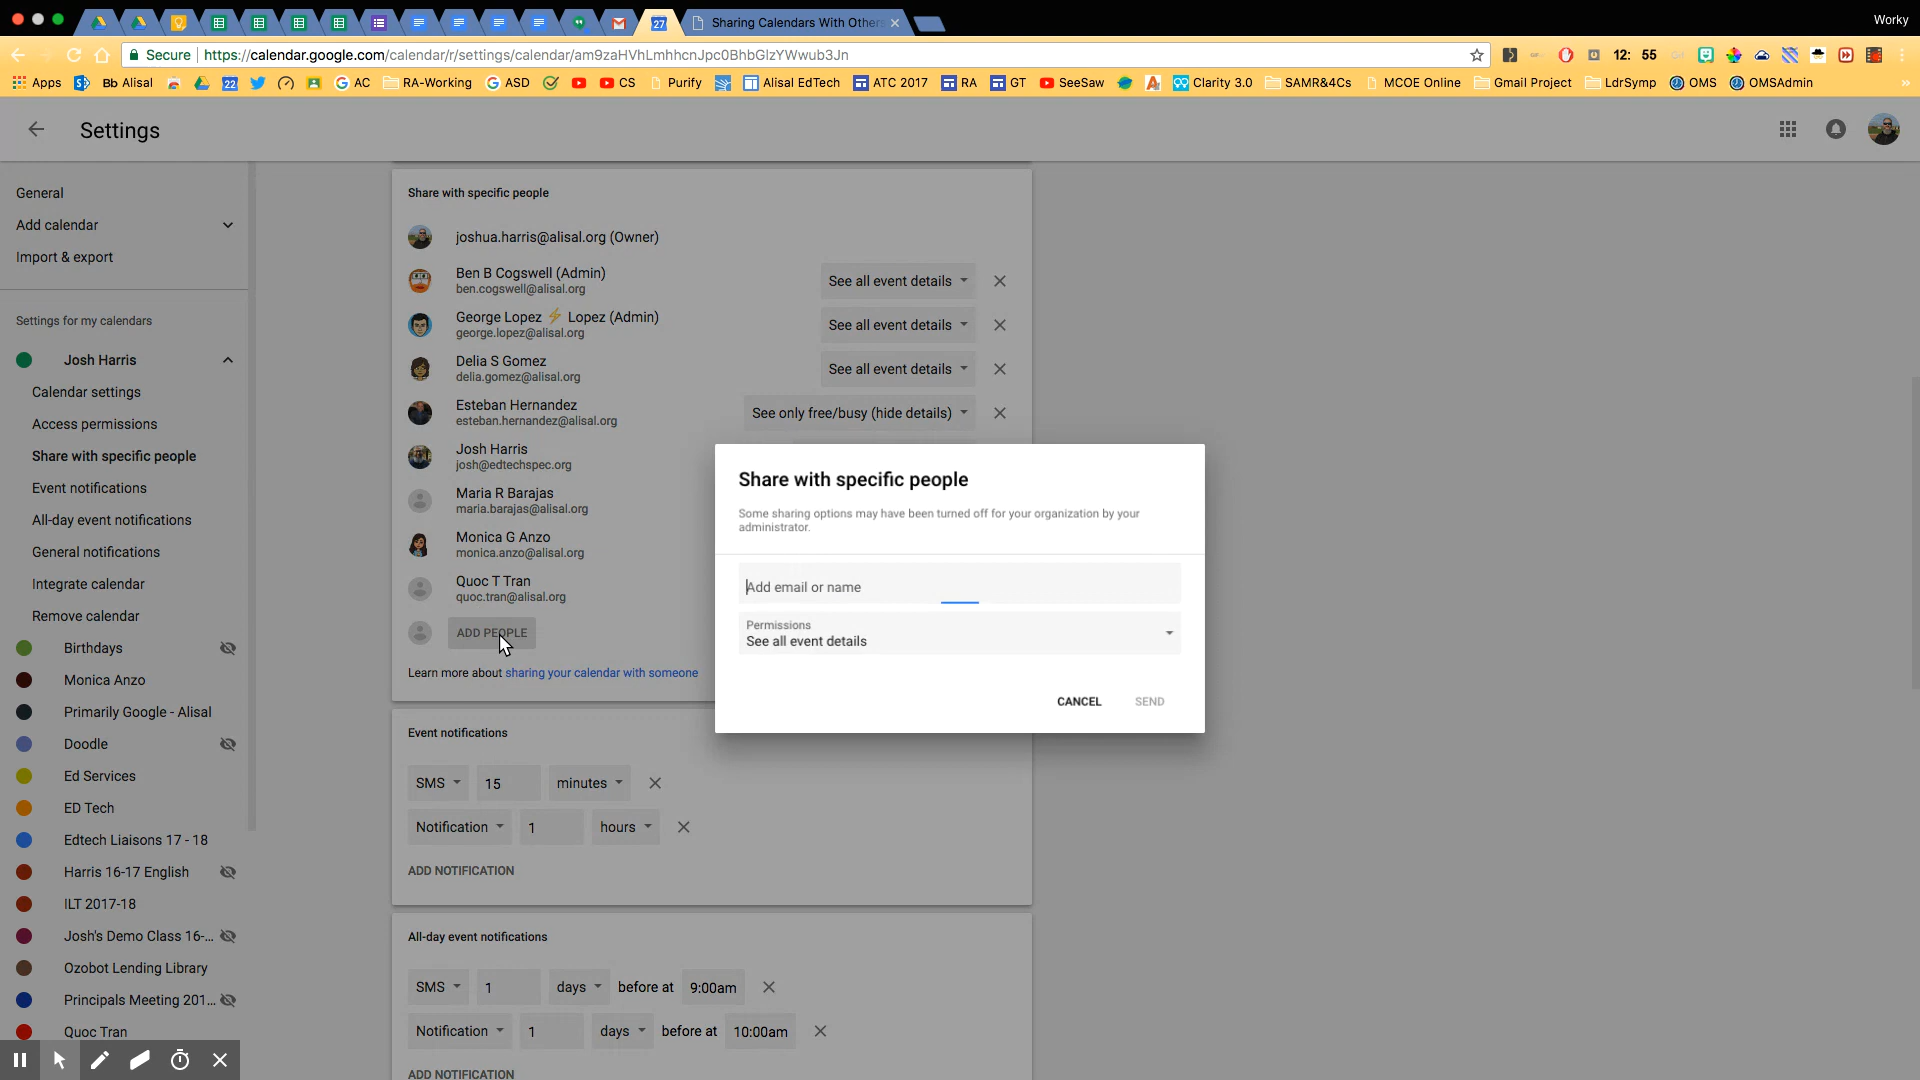 Sharing Calendars With Others
Worky
Secure https://calendar.google.com/calendar/r/settings/calendar/am9zaHVhLmhhcnJpc0BhbGlzYWwub3Jn
12: 55
Apps Bb Alisal 22 AC RA-Working ASD CS Purify Alisal EdTech ATC 2017 RA GT SeeSaw Clarity 3.0 SAMR&4Cs MCOE Online Gmail Project LdrSymp OMS OMSAdmin
Settings
General
Add calendar
Import & export
Settings for my calendars
Josh Harris
Calendar settings
Access permissions
Share with specific people
Event notifications
All-day event notifications
General notifications
Integrate calendar
Remove calendar
Birthdays
Monica Anzo
Primarily Google - Alisal
Doodle
Ed Services
ED Tech
Edtech Liaisons 17 - 18
Harris 16-17 English
ILT 2017-18
Josh's Demo Class 16-...
Ozobot Lending Library
Principals Meeting 201...
Quoc Tran
Share with specific people
joshua.harris@alisal.org (Owner)
Ben B Cogswell (Admin)
ben.cogswell@alisal.org
See all event details
George Lopez ⚡ Lopez (Admin)
george.lopez@alisal.org
See all event details
Delia S Gomez
delia.gomez@alisal.org
See all event details
Esteban Hernandez
esteban.hernandez@alisal.org
See only free/busy (hide details)
Josh Harris
josh@edtechspec.org
Maria R Barajas
maria.barajas@alisal.org
Monica G Anzo
monica.anzo@alisal.org
Quoc T Tran
quoc.tran@alisal.org
ADD PEOPLE
Learn more about sharing your calendar with someone
Event notifications
SMS 15 minutes
Notification 1 hours
ADD NOTIFICATION
All-day event notifications
SMS 1 days before at 9:00am
Notification 1 days before at 10:00am
ADD NOTIFICATION
Share with specific people
Some sharing options may have been turned off for your organization by your
administrator.
Add email or name
Permissions
See all event details
CANCEL SEND